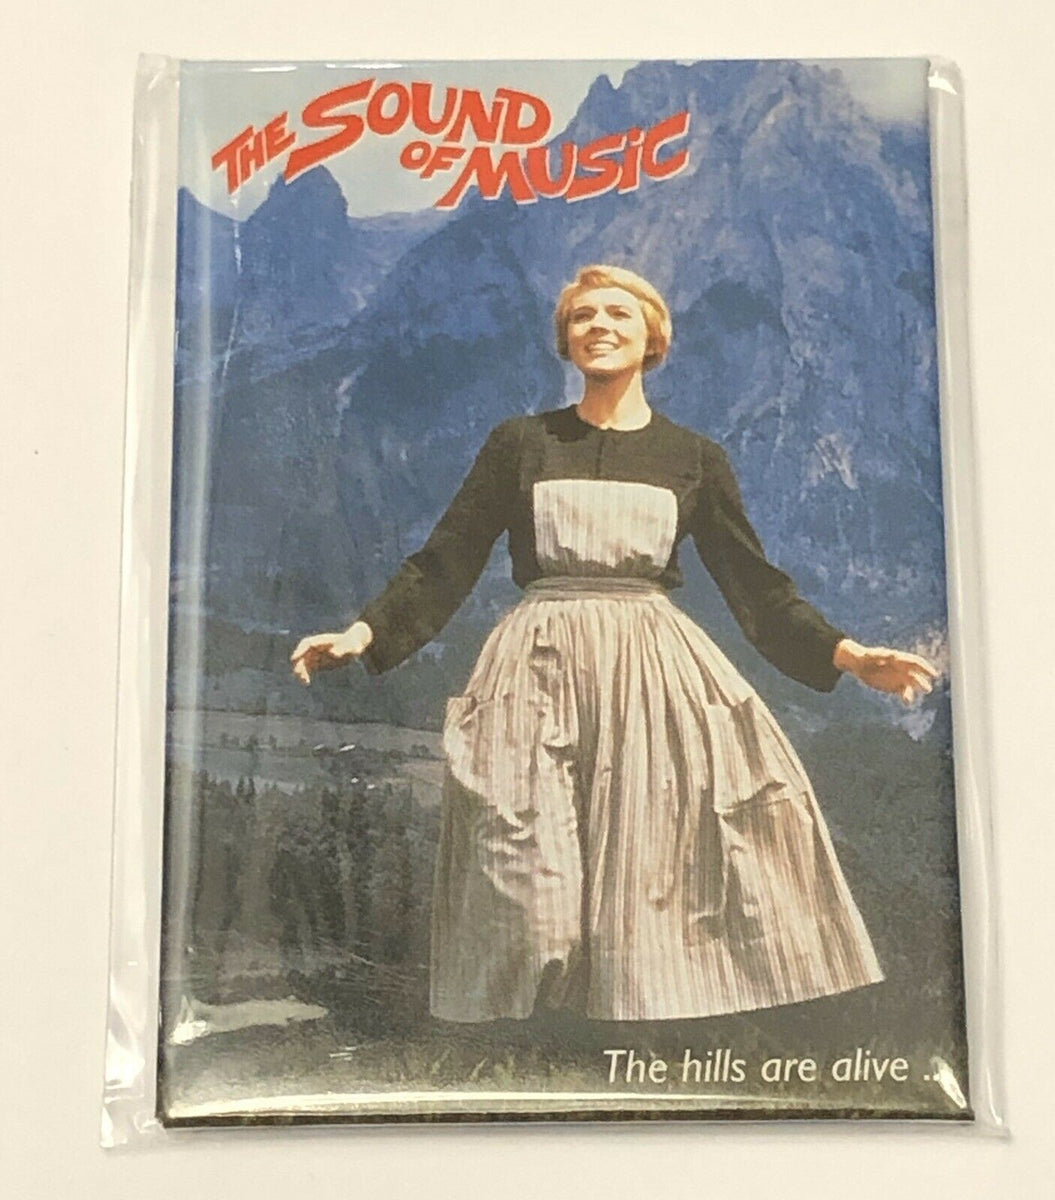 THE SOUND
OF MUSIC
The hills are alive ...